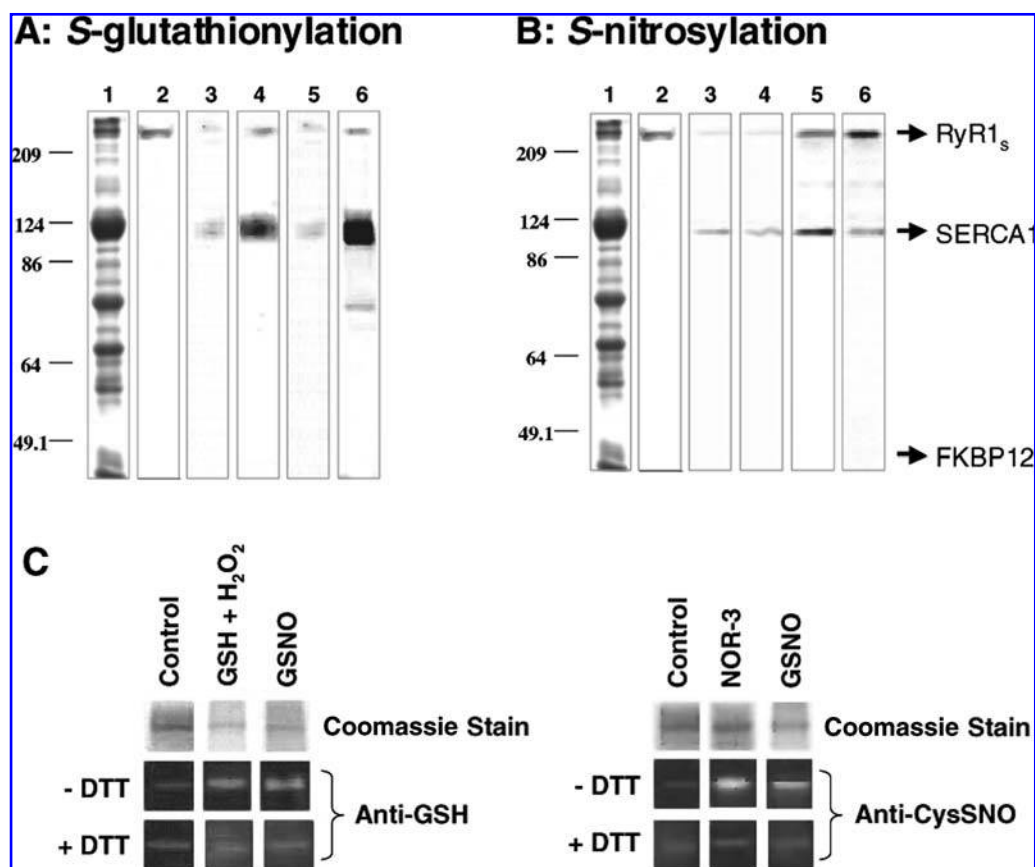 A: S-glutathionylation
B: S-nitrosylation
1 2 3 4 5 6
1 2 3 4 5 6
209
124
86
64
49.1
209
124
86
64
49.1
RyR1s
SERCA1
FKBP12
C
Control
GSH + H2O2
GSNO
Coomassie Stain
- DTT
+ DTT
Anti-GSH
Control
NOR-3
GSNO
Coomassie Stain
- DTT
+ DTT
Anti-CysSNO